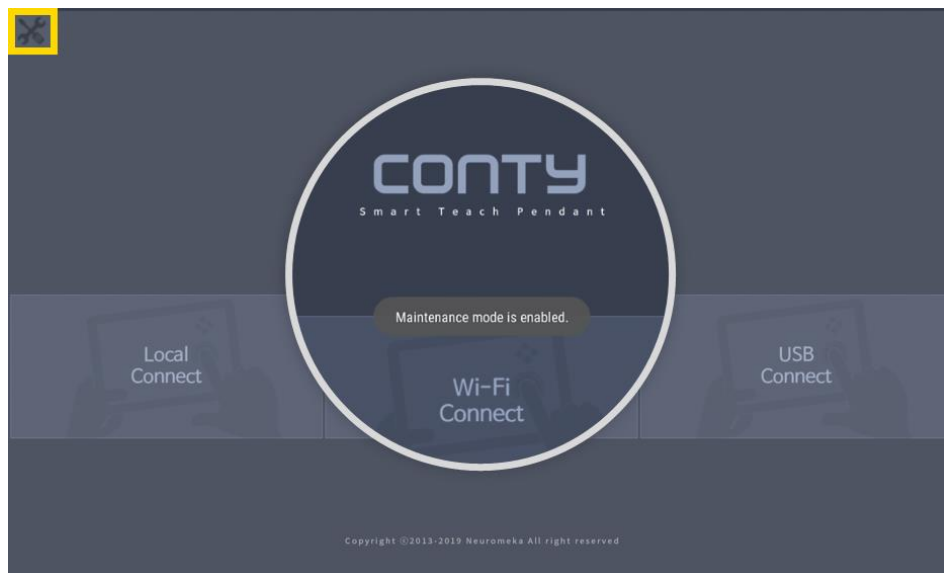 CONTY
Smart Teach Pendant
Maintenance mode is enabled.
Local
Connect
Wi-Fi
Connect
USB
Connect
Copyright ⓒ2013-2019 Neuromeka All right reserved